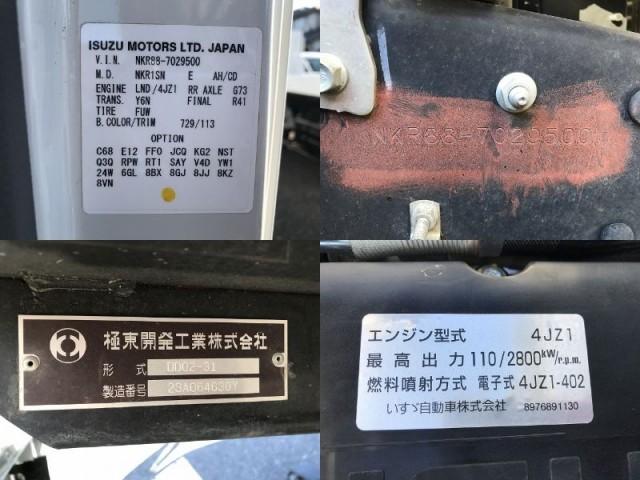 ISUZU MOTORS LTD. JAPAN
V.I.N. NKR88-7029500
M.D. NKR1SN E AH/CD
ENGINE LND/4JZ1 RR AXLE G73
TRANS. Y6N FINAL R41
TIRE FUW
B.COLOR/TRIM 729/113
OPTION
C68 E12 FF0 JCQ KG2 NST
Q3Q RPW RT1 SAY V4D YW1
24W 6GL 8BX 8GJ 8JJ 8KZ
8VN
NKR88-7029500
極東開発工業株式会社
形式 DD02-31
製造番号
エンジン型式 4JZ1
最高出力 110/2800kW/r.p.m.
燃料噴射方式 電子式 4JZ1-402
いすゞ自動車株式会社 8976891130